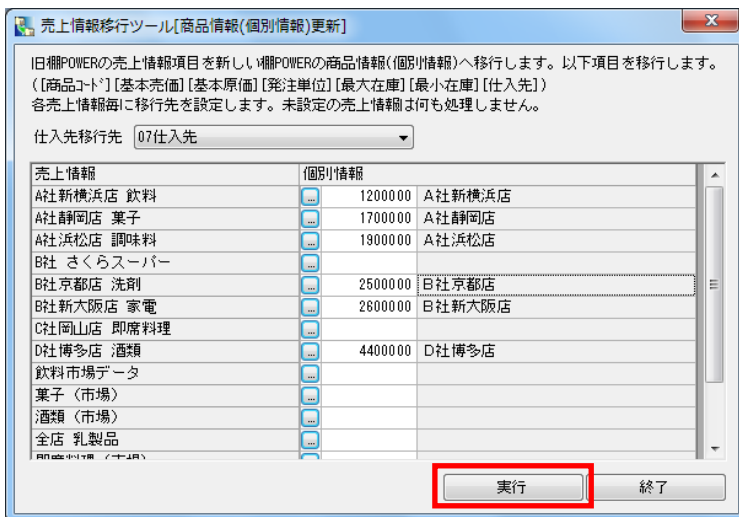 売上情報移行ツール[商品情報(個別情報)更新]
旧棚POWERの売上情報項目を新しい棚POWERの商品情報(個別情報)へ移行します。以下項目を移行します。
([商品ｺｰﾄﾞ][基本売価][基本原価][発注単位][最大在庫][最小在庫][仕入先])
各売上情報毎に移行先を設定します。未設定の売上情報は何も処理しません。
仕入先移行先 07仕入先
売上情報 個別情報
A社新横浜店 飲料 ... 1200000 A社新横浜店
A社静岡店 菓子 ... 1700000 A社静岡店
A社浜松店 調味料 ... 1900000 A社浜松店
B社 さくらスーパー ...
B社京都店 洗剤 ... 2500000 B社京都店
B社新大阪店 家電 ... 2600000 B社新大阪店
C社岡山店 即席料理 ...
D社博多店 酒類 ... 4400000 D社博多店
飲料市場データ ...
菓子（市場） ...
酒類（市場） ...
全店 乳製品 ...
実行 終了